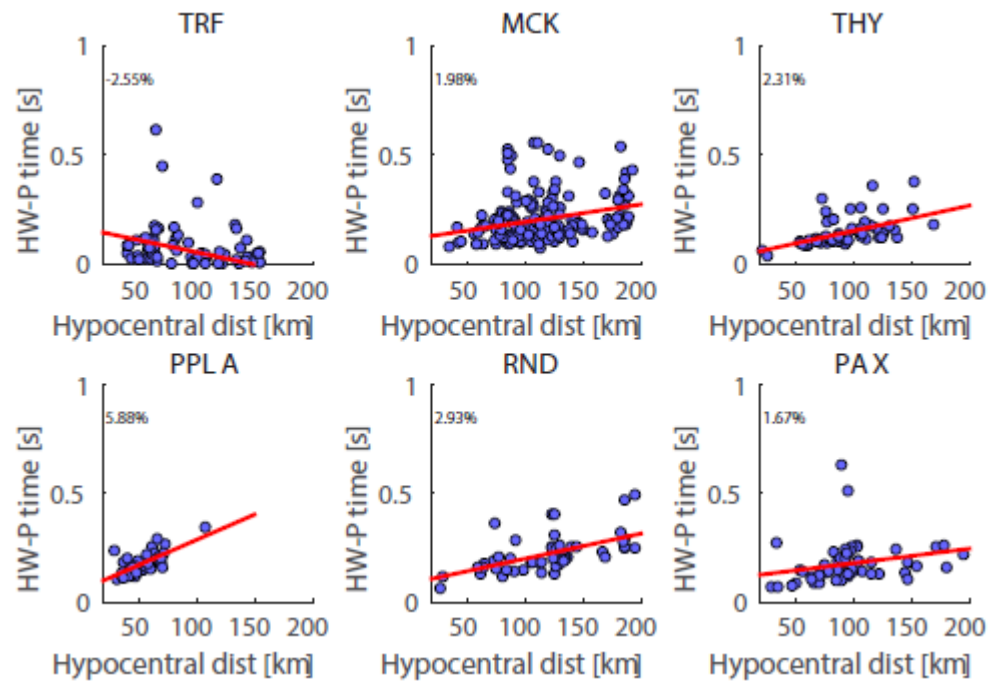 TRF MCK THY
1 1 1
-2.55% 1.98% 2.31%
HW-P time [s] HW-P time [s] HW-P time [s]
0.5 0.5 0.5
0 0 0
50 100 150 200 50 100 150 200 50 100 150 200
Hypocentral dist [km] Hypocentral dist [km] Hypocentral dist [km]
PPL A RND PA X
1 1 1
5.88% 2.93% 1.67%
HW-P time [s] HW-P time [s] HW-P time [s]
0.5 0.5 0.5
0 0 0
50 100 150 200 50 100 150 200 50 100 150 200
Hypocentral dist [km] Hypocentral dist [km] Hypocentral dist [km]